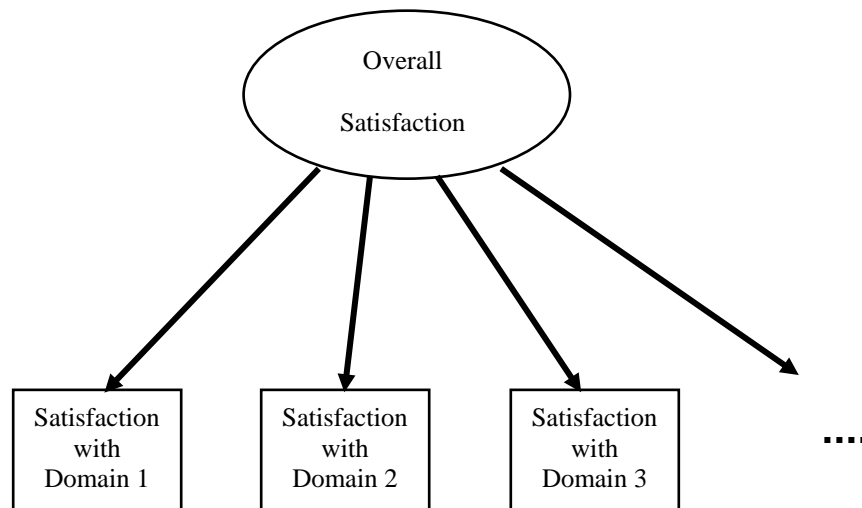 Overall
Satisfaction
Satisfaction
with
Domain 1
Satisfaction
with
Domain 2
Satisfaction
with
Domain 3
....